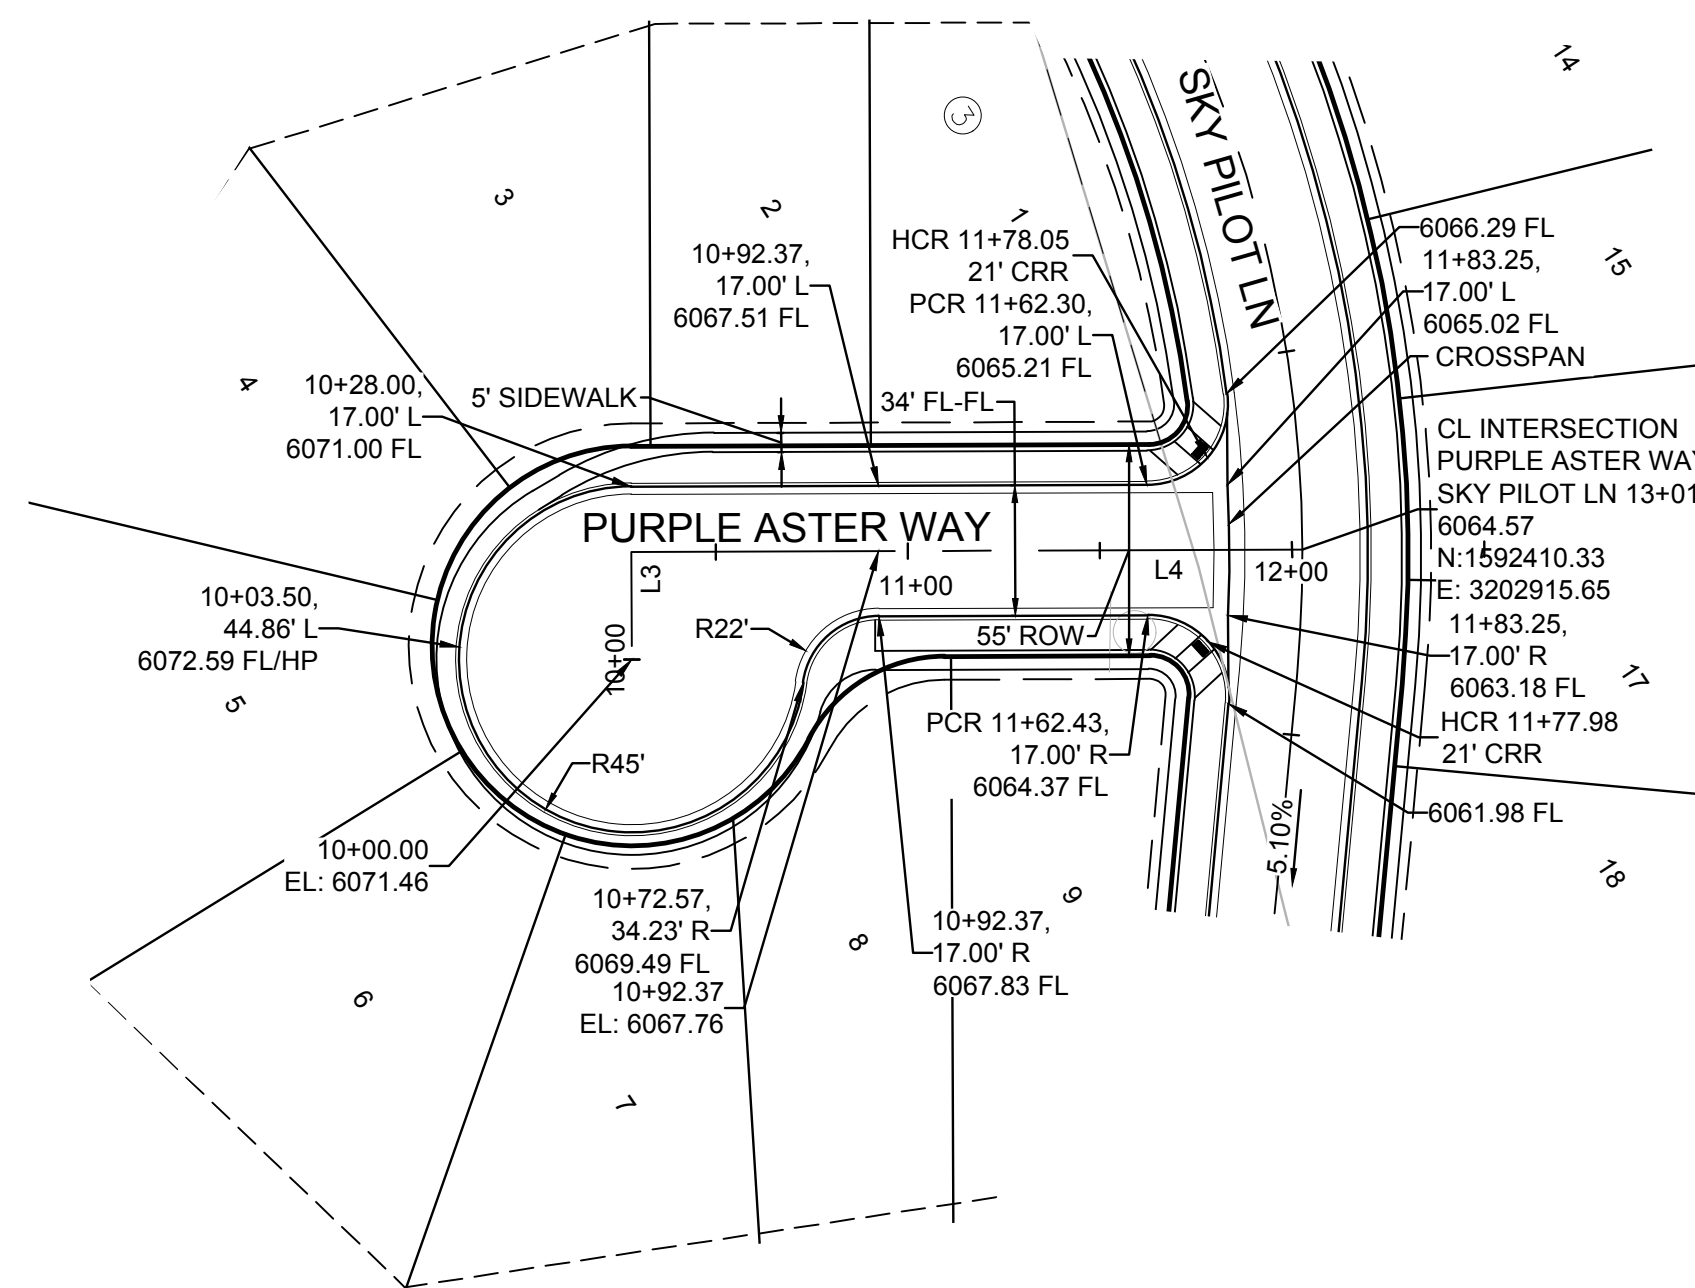 14
SKY PILOT LN
3
3
2
1
15
HCR 11+78.05
21' CRR
PCR 11+62.30,
17.00' L
6065.21 FL
10+92.37,
17.00' L
6067.51 FL
6066.29 FL
11+83.25,
17.00' L
6065.02 FL
CROSSPAN
4
10+28.00,
17.00' L
6071.00 FL
5' SIDEWALK
34' FL-FL
CL INTERSECTION
PURPLE ASTER WAY
SKY PILOT LN 13+01
6064.57
N:1592410.33
E: 3202915.65
PURPLE ASTER WAY
L3
11+00
L4
12+00
10+03.50,
44.86' L
6072.59 FL/HP
R22'
55' ROW
10+00
11+83.25,
17.00' R
6063.18 FL
17
5
HCR 11+77.98
21' CRR
PCR 11+62.43,
17.00' R
6064.37 FL
R45'
6061.98 FL
5.10%
18
10+00.00
EL: 6071.46
10+72.57,
34.23' R
6069.49 FL
10+92.37
EL: 6067.76
8
9
10+92.37,
17.00' R
6067.83 FL
6
7